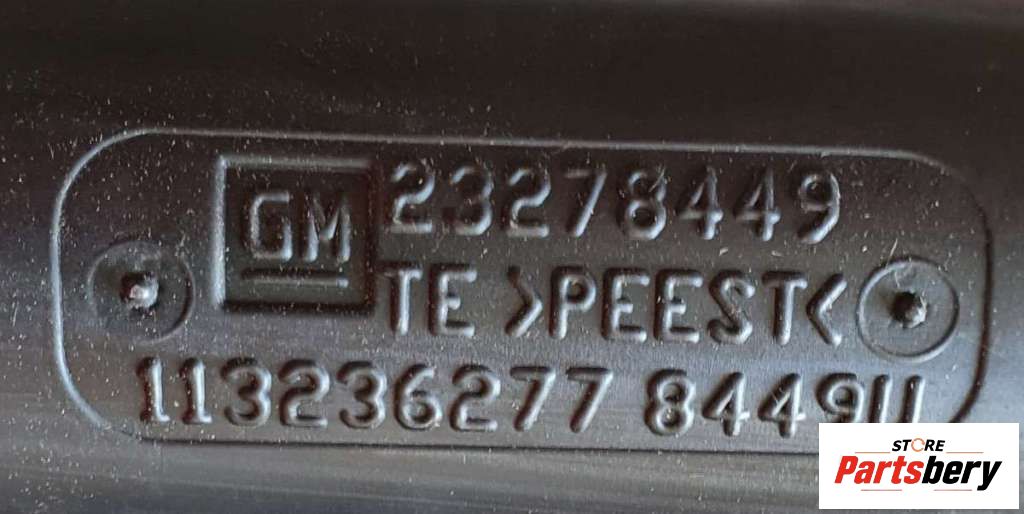 GM 23278449
TE >PEEST<
113236277 8449U
STORE
Partsbery